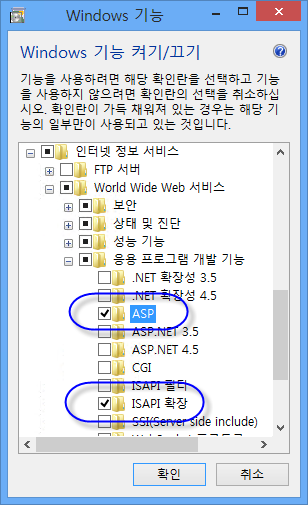 Windows 기능
Windows 기능 켜기/끄기
기능을 사용하려면 해당 확인란을 선택하고 기능
을 사용하지 않으려면 확인란의 선택을 취소하십
시오. 확인란이 가득 채워져 있는 경우는 해당 기
능의 일부만이 사용되고 있는 것입니다.
인터넷 정보 서비스
FTP 서버
World Wide Web 서비스
보안
상태 및 진단
성능 기능
응용 프로그램 개발 기능
.NET 확장성 3.5
.NET 확장성 4.5
ASP
ASP.NET 3.5
ASP.NET 4.5
CGI
ISAPI 필터
ISAPI 확장
SSI(Server side include)
확인
취소